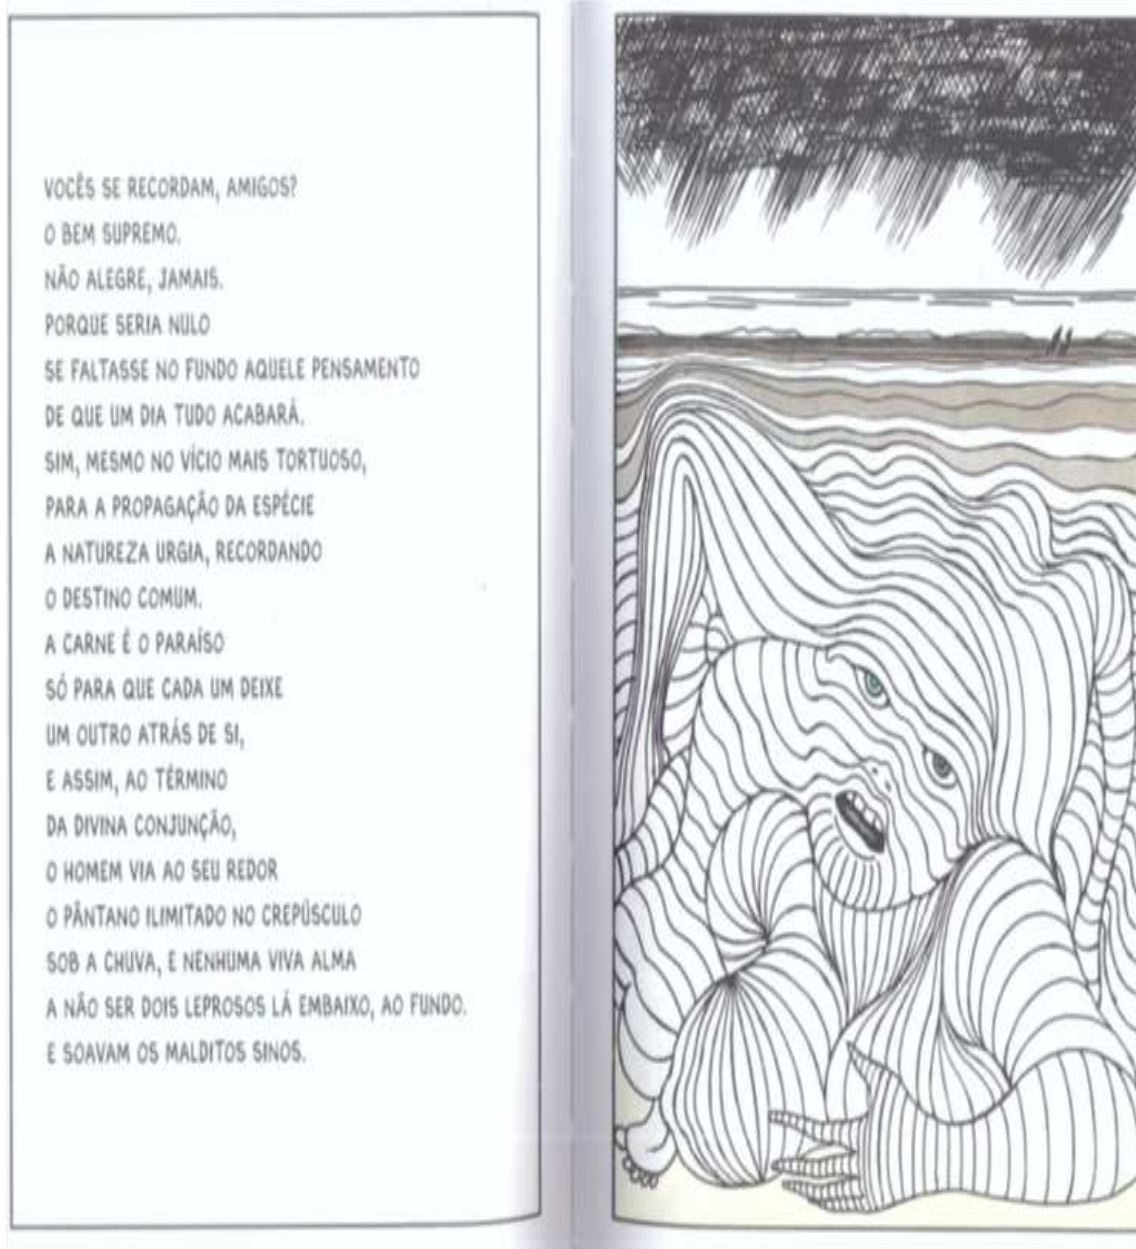 VOCÊS SE RECORDAM, AMIGOS?
O BEM SUPREMO.
NÃO ALEGRE, JAMAIS.
PORQUE SERIA NULO
SE FALTASSE NO FUNDO AQUELE PENSAMENTO
DE QUE UM DIA TUDO ACABARÁ.
SIM, MESMO NO VÍCIO MAIS TORTUOSO,
PARA A PROPAGAÇÃO DA ESPÉCIE
A NATUREZA URGIA, RECORDANDO
O DESTINO COMUM.
A CARNE É O PARAÍSO
SÓ PARA QUE CADA UM DEIXE
UM OUTRO ATRÁS DE SI,
E ASSIM, AO TÉRMINO
DA DIVINA CONJUNÇÃO,
O HOMEM VIA AO SEU REDOR
O PÂNTANO ILIMITADO NO CREPÚSCULO
SOB A CHUVA, E NENHUMA VIVA ALMA
A NÃO SER DOIS LEPROSOS LÁ EMBAIXO, AO FUNDO.
E SOAVAM OS MALDITOS SINOS.